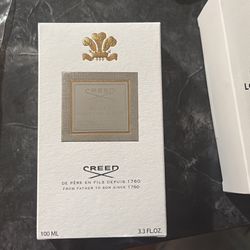 CREED
DE PÈRE EN FILS DEPUIS 1760
FROM FATHER TO SON SINCE 1760
100 ML
3.3 FL.OZ.